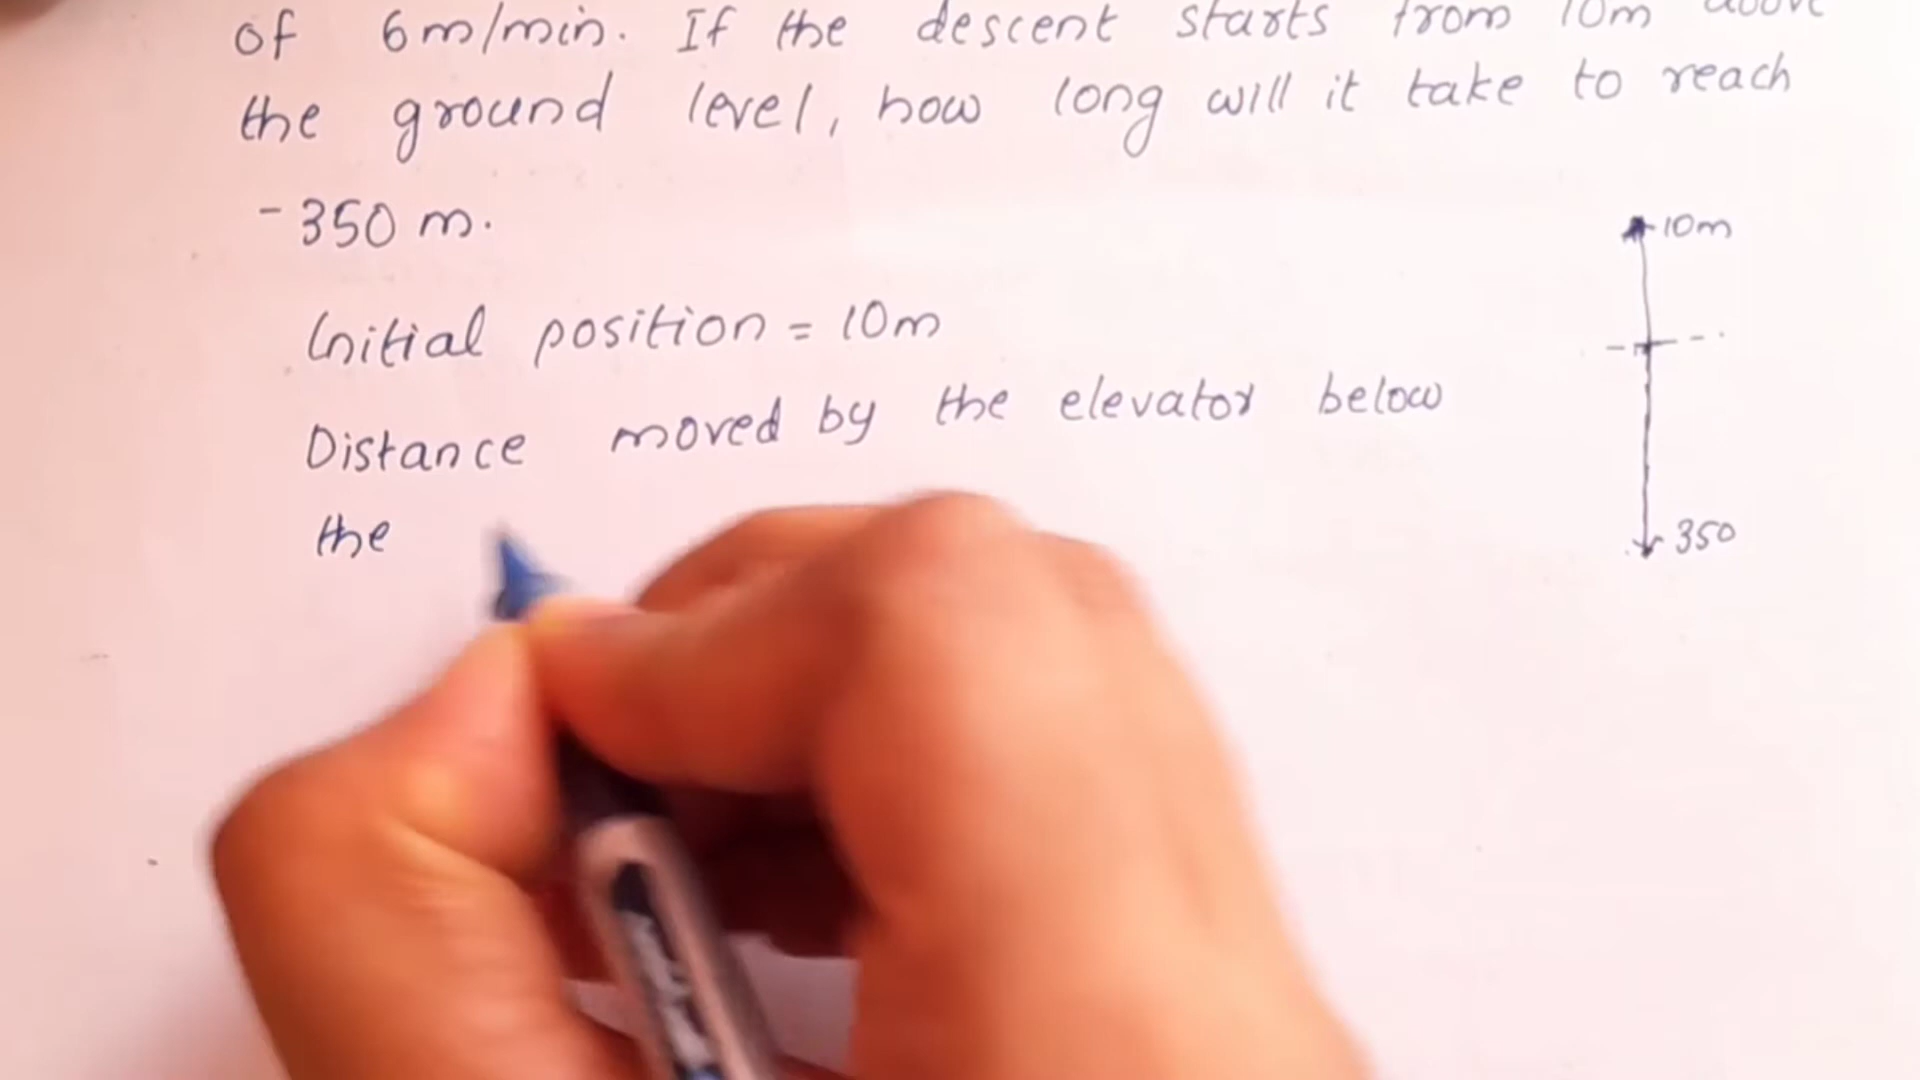 of 6m/min. If the descent starts from 10m above
the ground level, how long will it take to reach
-350 m.
10m
Initial position = 10m
Distance moved by the elevator below
the
350